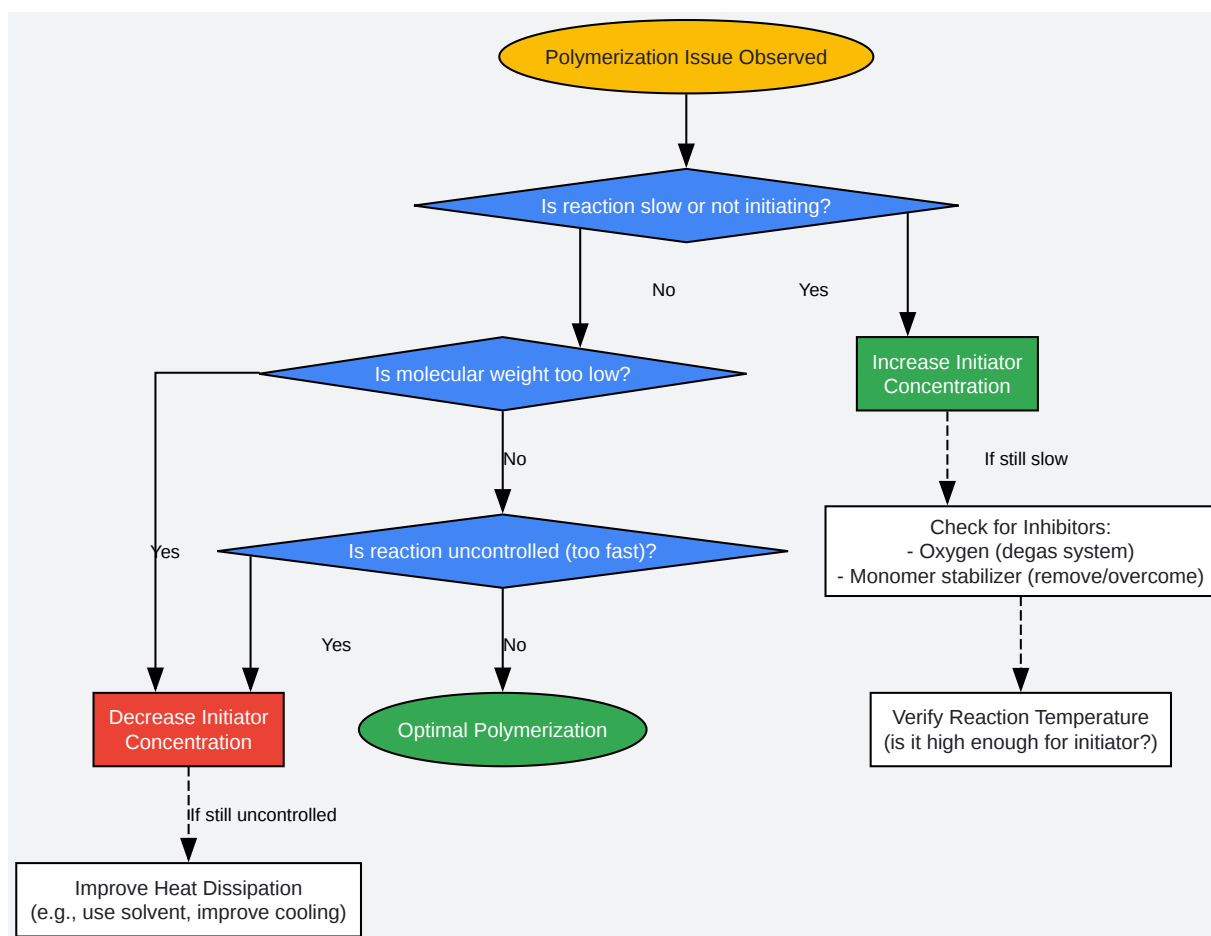 Polymerization Issue Observed
Is reaction slow or not initiating?
No
Yes
Is molecular weight too low?
Increase Initiator
Concentration
No
If still slow
Yes
Is reaction uncontrolled (too fast)?
Check for Inhibitors:
- Oxygen (degas system)
- Monomer stabilizer (remove/overcome)
Yes
No
Decrease Initiator
Concentration
Optimal Polymerization
Verify Reaction Temperature
(is it high enough for initiator?)
If still uncontrolled
Improve Heat Dissipation
(e.g., use solvent, improve cooling)